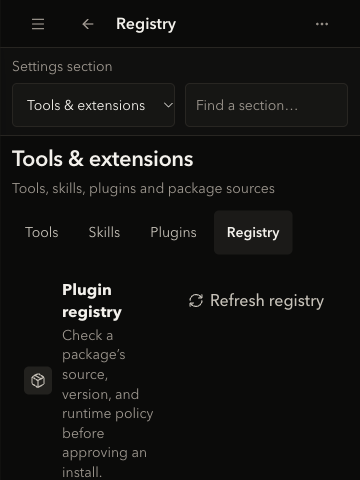 Registry
Settings section
Tools & extensions
Find a section…
Tools & extensions
Tools, skills, plugins and package sources
Tools
Skills
Plugins
Registry
Plugin
registry
Refresh registry
Check a
package’s
source,
version, and
runtime policy
before
approving an
install.